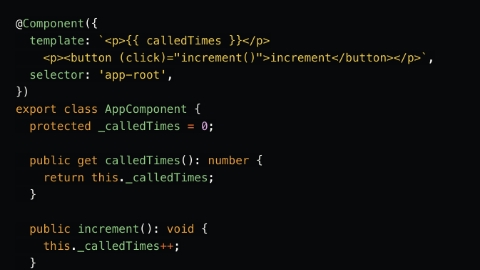 @Component({
  template: `<p>{{ calledTimes }}</p>
    <p><button (click)="increment()">increment</button></p>`,
  selector: 'app-root',
})
export class AppComponent {
  protected _calledTimes = 0;

  public get calledTimes(): number {
    return this._calledTimes;
  }

  public increment(): void {
    this._calledTimes++;
  }